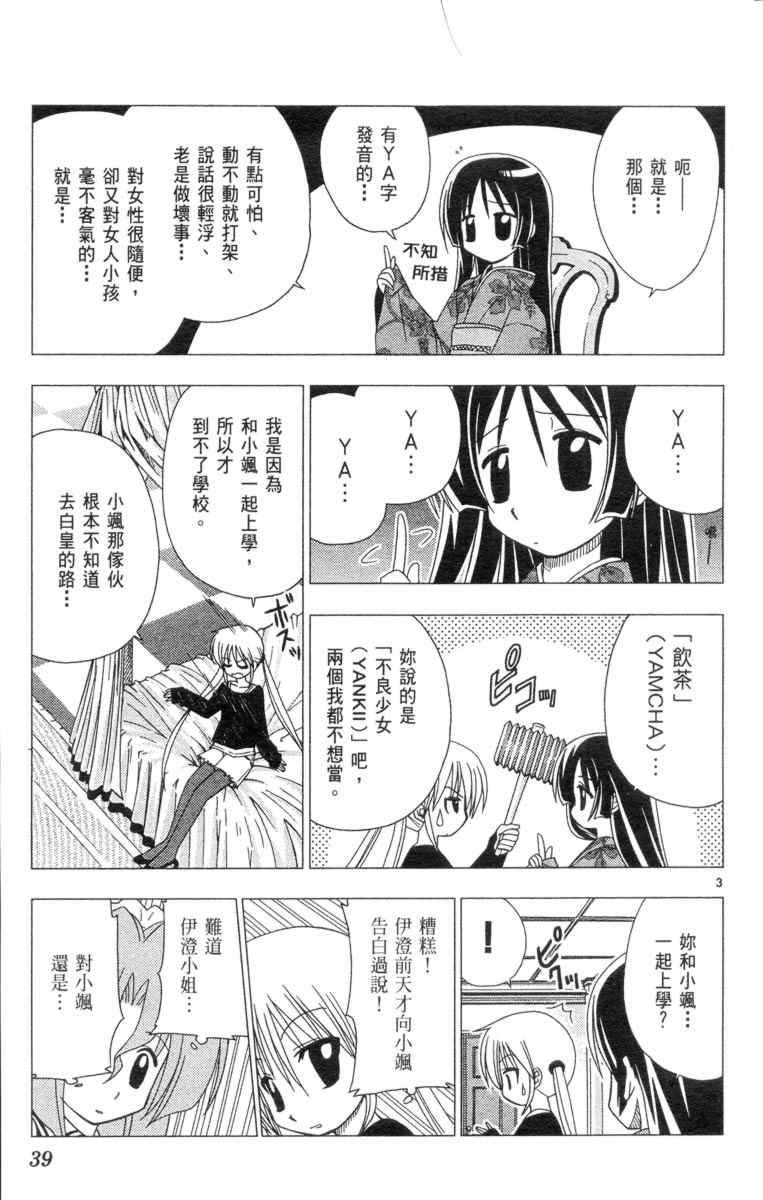 呃——
就是…
那個…
有YA字
發音的…
不知
所措
有點可怕、
動不動就打架、
說話很輕浮、
老是做壞事…
對女性很隨便，
卻又對女人小孩
毫不客氣的…
就是…
YA…
YA…
YA…
我是因為
和小颯一起上學，
所以才
到不了學校。
小颯那傢伙
根本不知道
去白皇的路…
ボスッ
「飲茶」
(YAMCHA)…
ピコッ
妳說的是
「不良少女
(YANKII)」吧，
兩個我都不想當。
3
妳和小颯…
一起上學？
ピクッ
！
糟糕！
伊澄前天才向小颯
告白過說！
難道
伊澄小姐…
對小颯
還是…
39